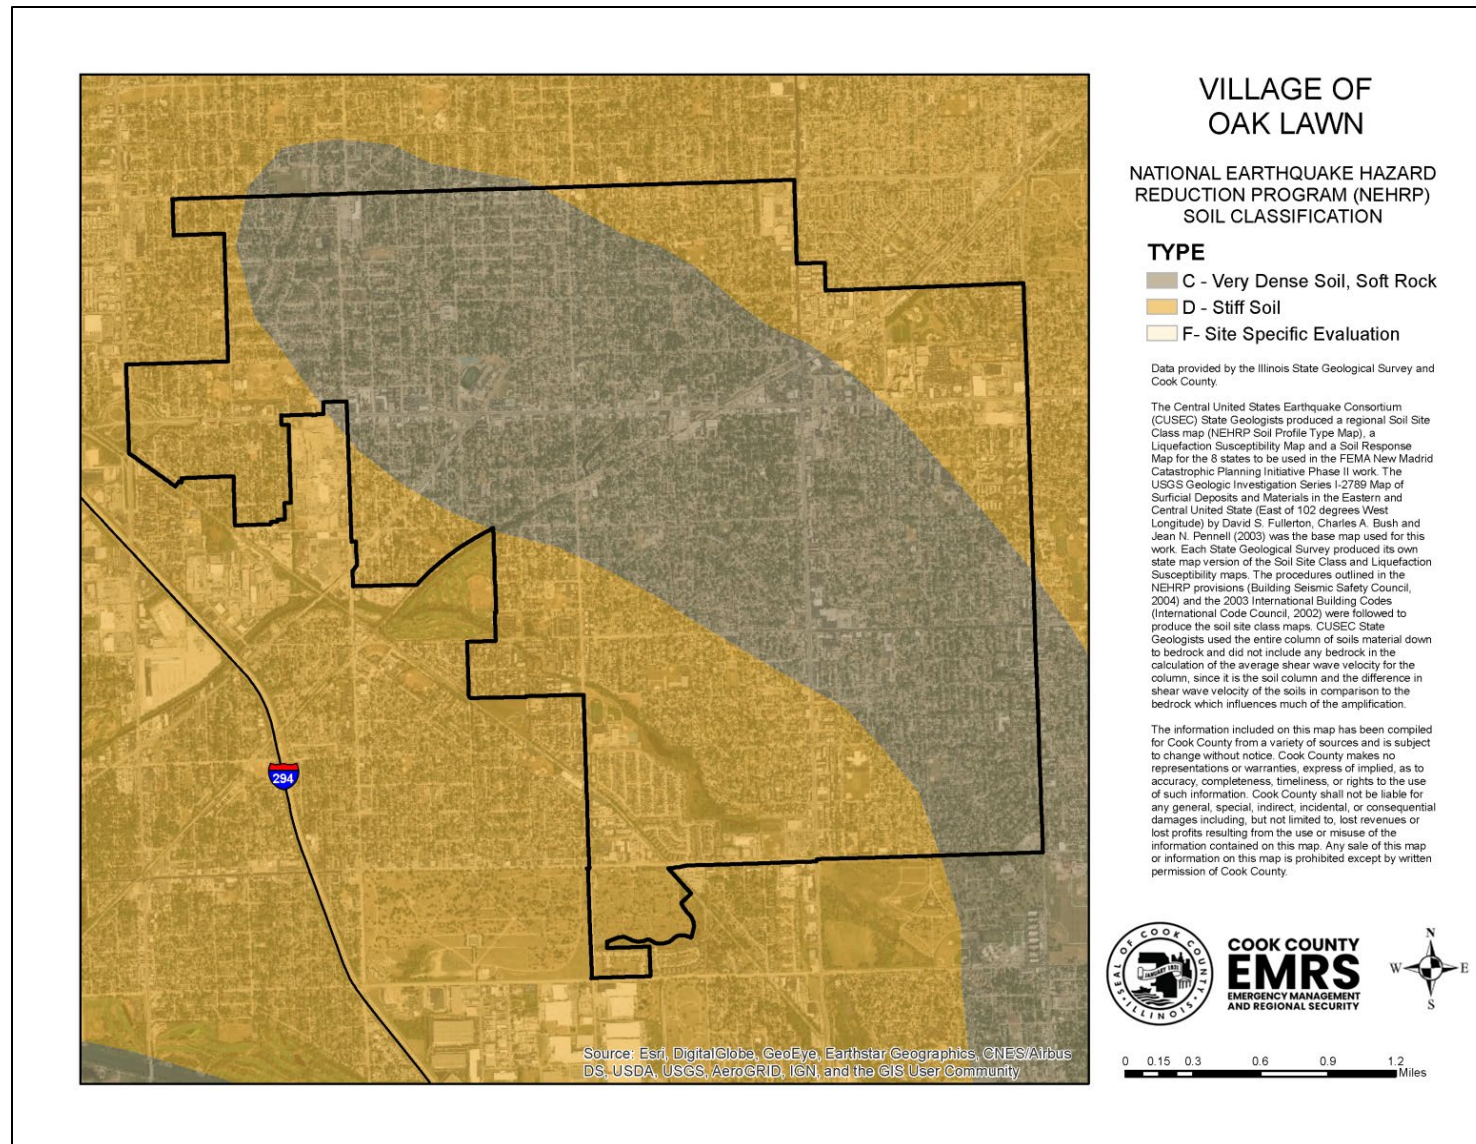 VILLAGE OF
OAK LAWN
NATIONAL EARTHQUAKE HAZARD
REDUCTION PROGRAM (NEHRP)
SOIL CLASSIFICATION
TYPE
C - Very Dense Soil, Soft Rock
D - Stiff Soil
F- Site Specific Evaluation
Data provided by the Illinois State Geological Survey and
Cook County.
The Central United States Earthquake Consortium
(CUSEC) State Geologists produced a regional Soil Site
Class map (NEHRP Soil Profile Type Map), a
Liquefaction Susceptibility Map and a Soil Response
Map for the 8 states to be used in the FEMA New Madrid
Catastrophic Planning Initiative Phase II work. The
USGS Geologic Investigation Series I-2789 Map of
Surficial Deposits and Materials in the Eastern and
Central United State (East of 102 degrees West
Longitude) by David S. Fullerton, Charles A. Bush and
Jean N. Pennell (2003) was the base map used for this
work. Each State Geological Survey produced its own
state map version of the Soil Site Class and Liquefaction
Susceptibility maps. The procedures outlined in the
NEHRP provisions (Building Seismic Safety Council,
2004) and the 2003 International Building Codes
(International Code Council, 2002) were followed to
produce the soil site class maps. CUSEC State
Geologists used the entire column of soils material down
to bedrock and did not include any bedrock in the
calculation of the average shear wave velocity for the
column, since it is the soil column and the difference in
shear wave velocity of the soils in comparison to the
bedrock which influences much of the amplification.
The information included on this map has been compiled
for Cook County from a variety of sources and is subject
to change without notice. Cook County makes no
representations or warranties, express of implied, as to
accuracy, completeness, timeliness, or rights to the use
of such information. Cook County shall not be liable for
any general, special, indirect, incidental, or consequential
damages including, but not limited to, lost revenues or
lost profits resulting from the use or misuse of the
information contained on this map. Any sale of this map
or information on this map is prohibited except by written
permission of Cook County.
294
Source: Esri, DigitalGlobe, GeoEye, Earthstar Geographics, CNES/Airbus
DS, USDA, USGS, AeroGRID, IGN, and the GIS User Community
SEAL OF COOK COUNTY
JANUARY 1831
ILLINOIS
COOK COUNTY
EMRS
EMERGENCY MANAGEMENT
AND REGIONAL SECURITY
N
W E
S
0 0.15 0.3 0.6 0.9 1.2
Miles